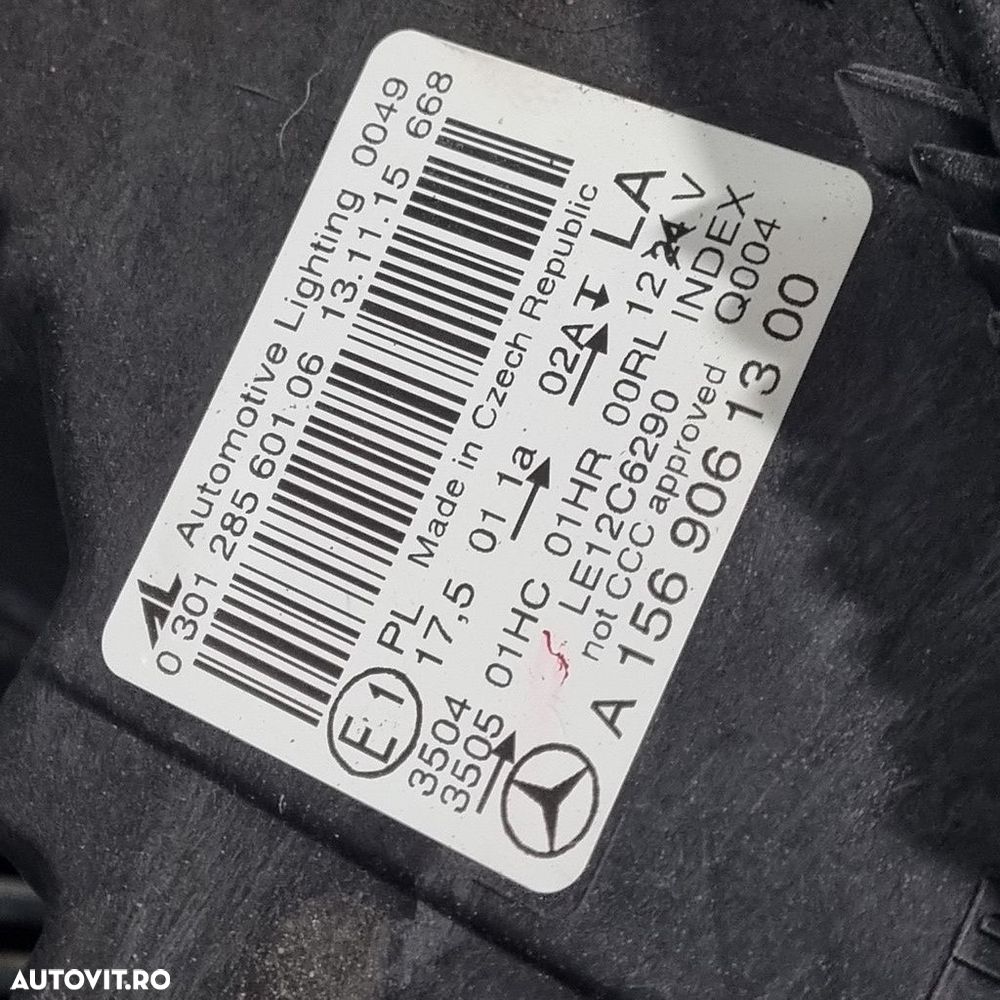 AL Automotive Lighting 0049
0 301 285 601 06 13.11.15 668
Made in Czech Republic
E1 PL 17,5 01 1a 02A LA
3504
3505 01HC 01HR 00RL 12 24 V
LE12C6290 INDEX
not CCC approved Q004
A 156 906 13 00
AUTOVIT.RO